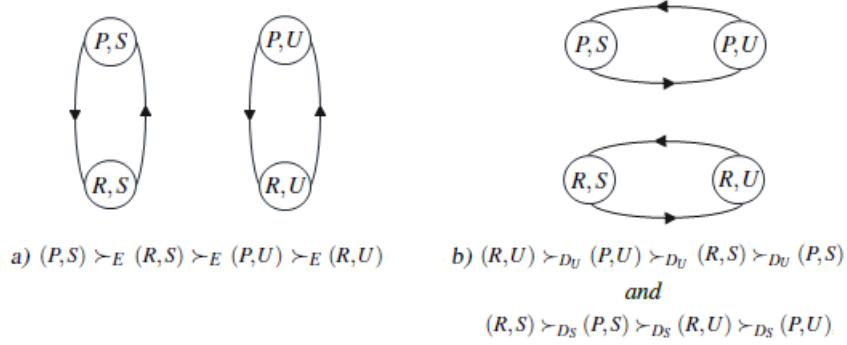 P,S P,U
R,S R,U
a) (P,S) ≻_E (R,S) ≻_E (P,U) ≻_E (R,U)
P,S P,U
R,S R,U
b) (R,U) ≻_{D_U} (P,U) ≻_{D_U} (R,S) ≻_{D_U} (P,S)
and
(R,S) ≻_{D_S} (P,S) ≻_{D_S} (R,U) ≻_{D_S} (P,U)